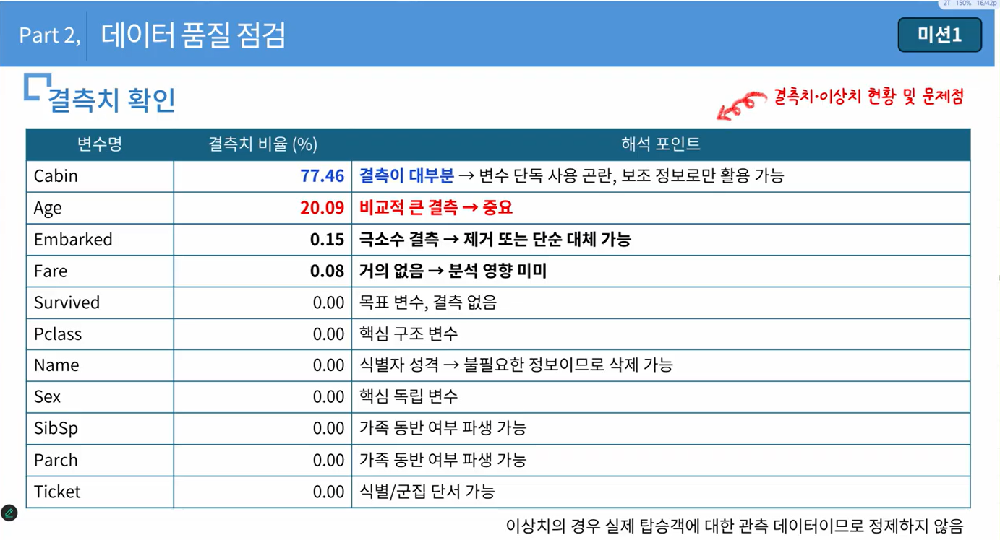 2T 150% 16/42p
Part 2, 데이터 품질 점검
미션1
결측치 확인
결측치·이상치 현황 및 문제점
변수명 결측치 비율 (%) 해석 포인트
Cabin 77.46 결측이 대부분 → 변수 단독 사용 곤란, 보조 정보로만 활용 가능
Age 20.09 비교적 큰 결측 → 중요
Embarked 0.15 극소수 결측 → 제거 또는 단순 대체 가능
Fare 0.08 거의 없음 → 분석 영향 미미
Survived 0.00 목표 변수, 결측 없음
Pclass 0.00 핵심 구조 변수
Name 0.00 식별자 성격 → 불필요한 정보이므로 삭제 가능
Sex 0.00 핵심 독립 변수
SibSp 0.00 가족 동반 여부 파생 가능
Parch 0.00 가족 동반 여부 파생 가능
Ticket 0.00 식별/군집 단서 가능
이상치의 경우 실제 탑승객에 대한 관측 데이터이므로 정제하지 않음